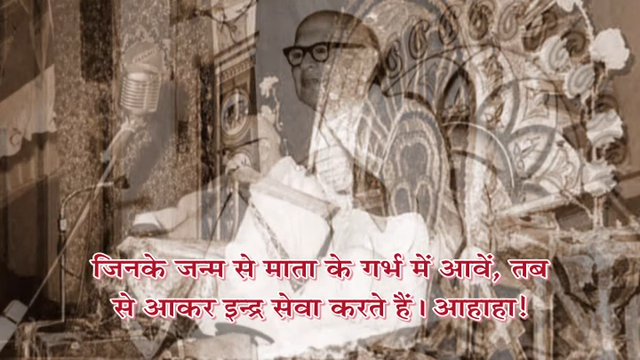 जिनके जन्म से माता के गर्भ में आवें, तब
से आकर इन्द्र सेवा करते हैं। आहाहा!